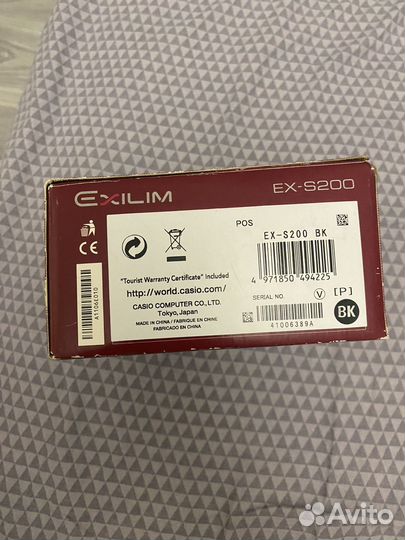 EXILIM
EX-S200
POS
EX-S200 BK
"Tourist Warranty Certificate" Included
http://world.casio.com/
CASIO COMPUTER CO.,LTD.
Tokyo, Japan
MADE IN CHINA / FABRIQUE EN CHINE
FABRICADO EN CHINA
4 971850 494225
SERIAL NO.
V
[P]
41006389A
BK
CE
A11064010
Avito